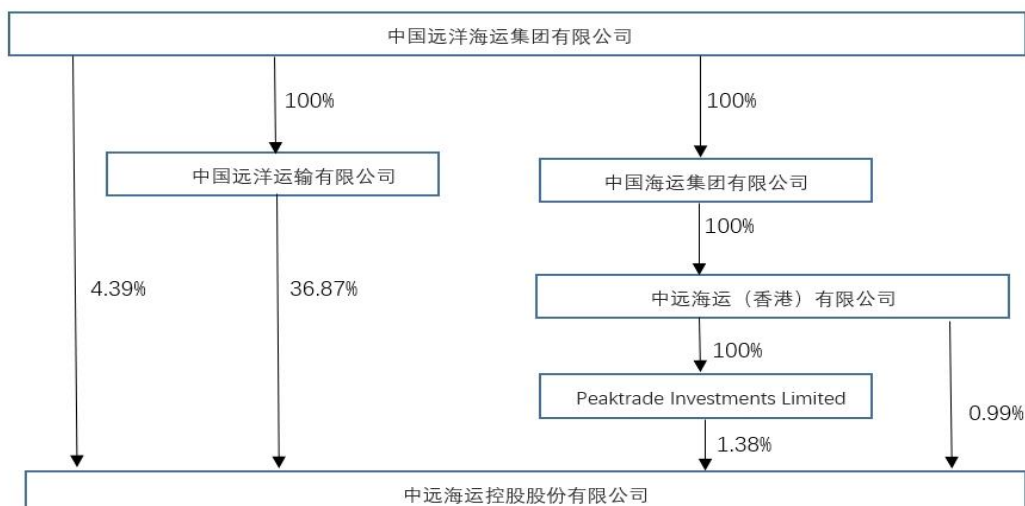 中国远洋海运集团有限公司
100%
100%
中国远洋运输有限公司
中国海运集团有限公司
100%
4.39%
36.87%
中远海运（香港）有限公司
100%
Peaktrade Investments Limited
0.99%
1.38%
中远海运控股股份有限公司